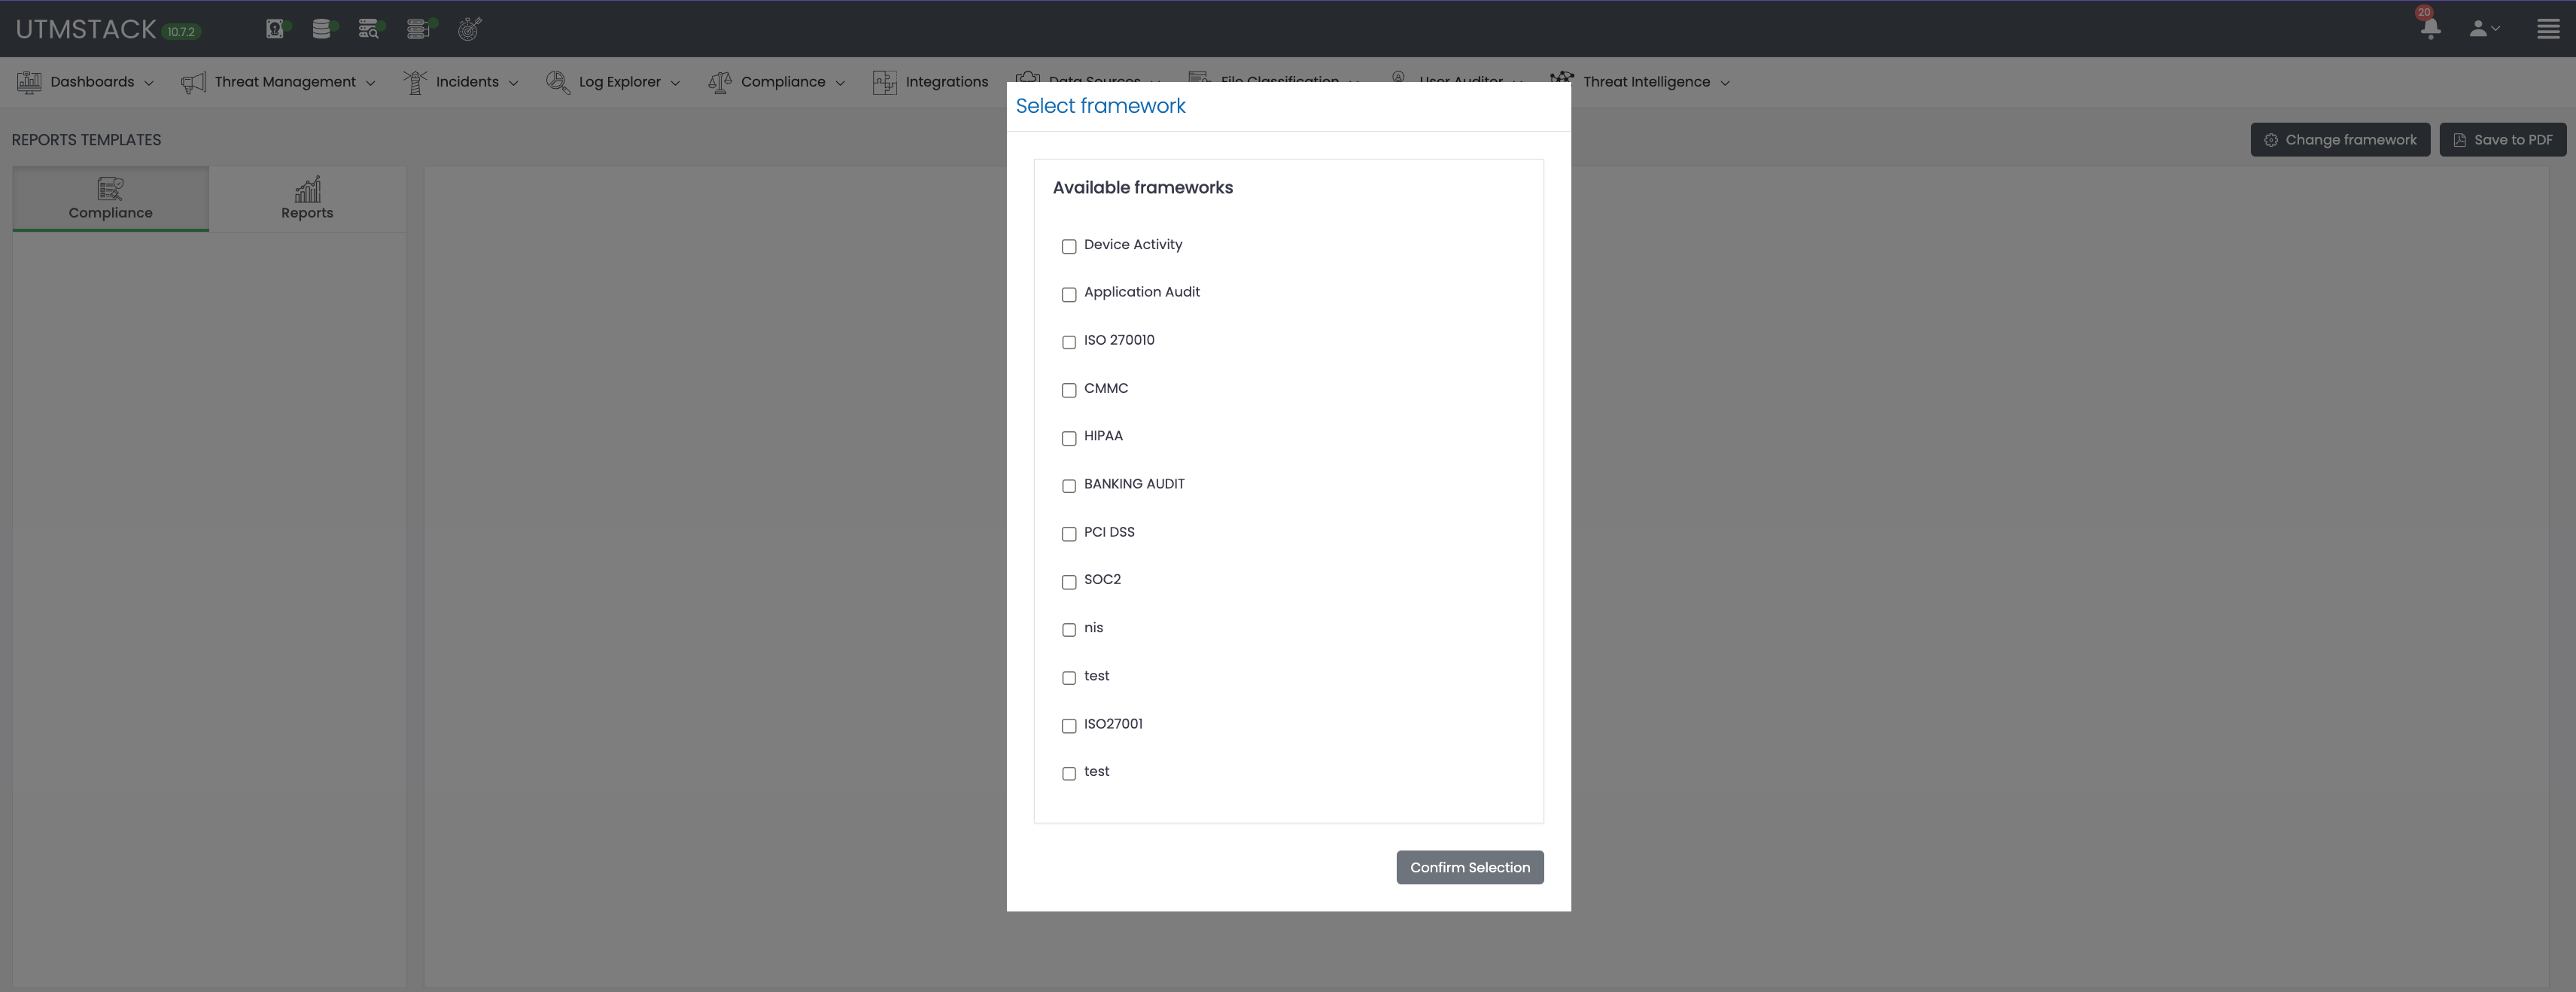 UTMSTACK 10.7.2
20
Dashboards Threat Management Incidents Log Explorer Compliance Integrations Data Sources File Classification User Auditor Threat Intelligence
Select framework
REPORTS TEMPLATES
Change framework Save to PDF
Compliance Reports
Available frameworks
Device Activity
Application Audit
ISO 270010
CMMC
HIPAA
BANKING AUDIT
PCI DSS
SOC2
nis
test
ISO27001
test
Confirm Selection